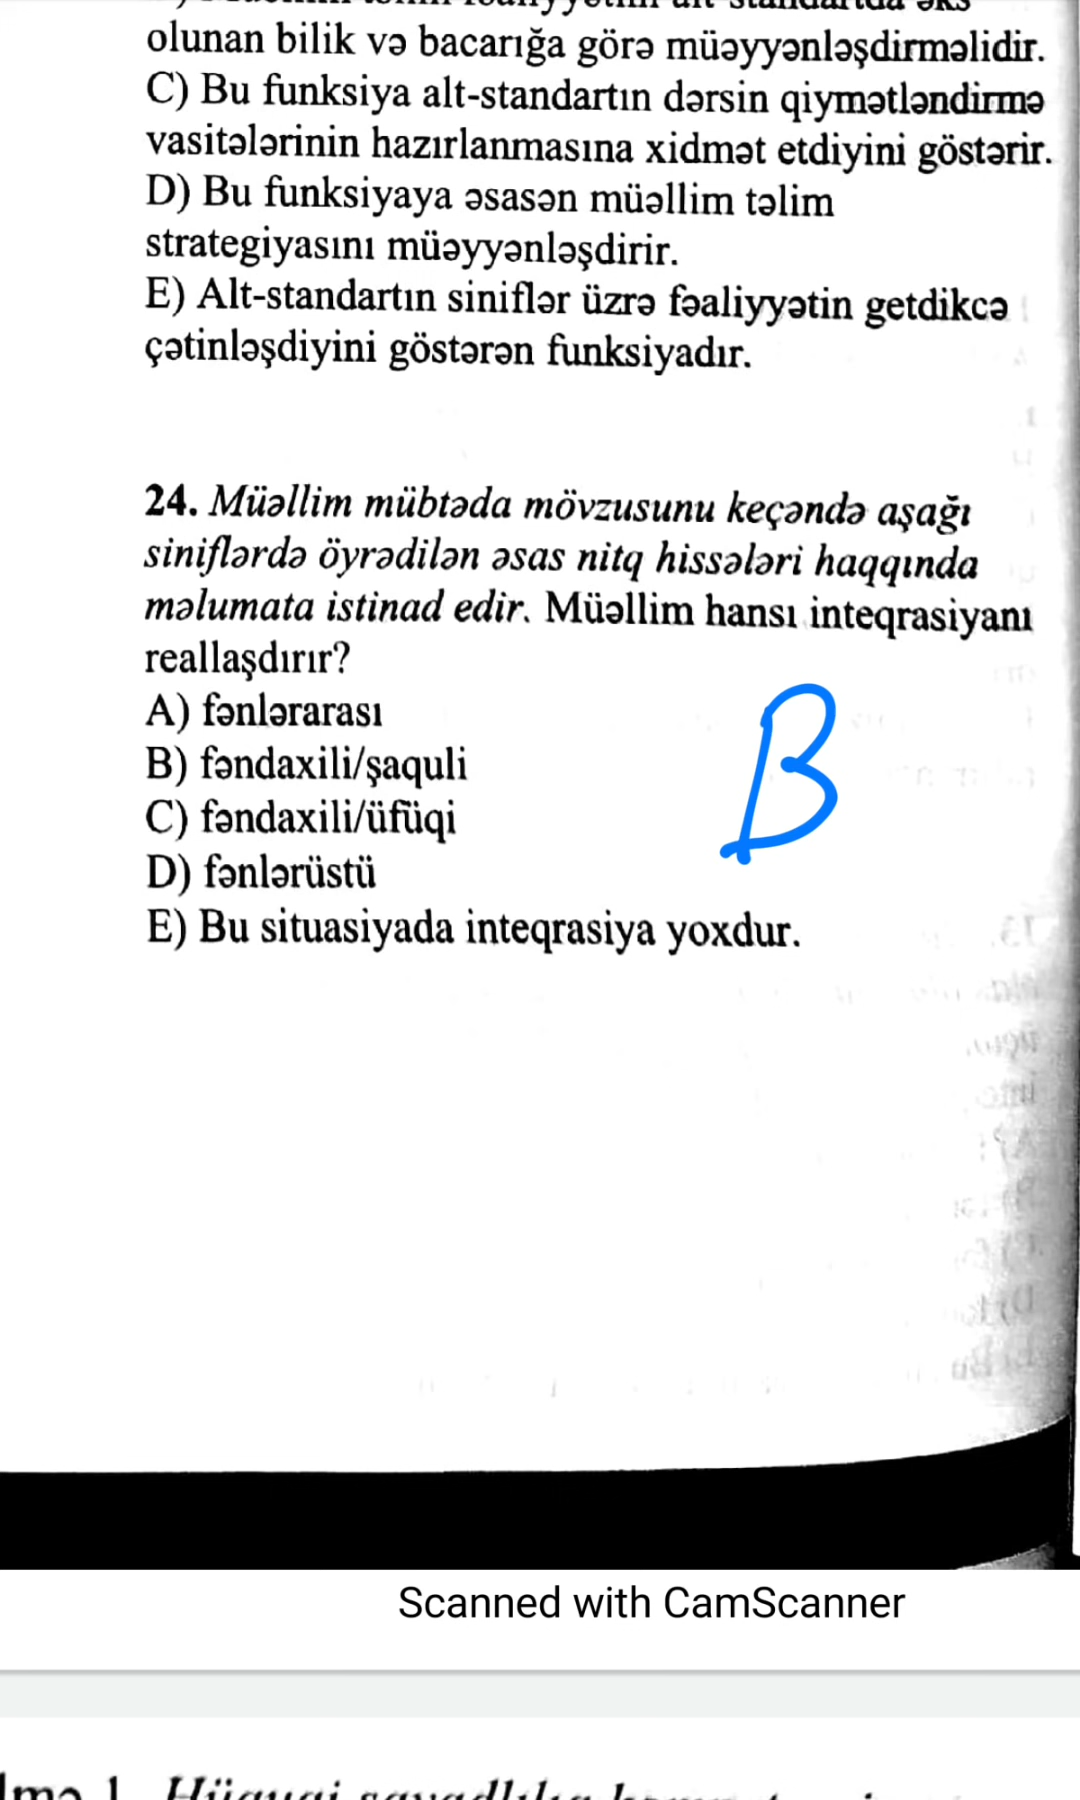 olunan bilik və bacarığa görə müəyyənləşdirməlidir.
C) Bu funksiya alt-standartın dərsin qiymətləndirmə
vasitələrinin hazırlanmasına xidmət etdiyini göstərir.
D) Bu funksiyaya əsasən müəllim təlim
strategiyasını müəyyənləşdirir.
E) Alt-standartın siniflər üzrə fəaliyyətin getdikcə
çətinləşdiyini göstərən funksiyadır.
24. Müəllim mübtəda mövzusunu keçəndə aşağı
siniflərdə öyrədilən əsas nitq hissələri haqqında
məlumata istinad edir. Müəllim hansı inteqrasiyanı
reallaşdırır?
A) fənlərarası
B) fəndaxili/şaquli
C) fəndaxili/üfüqi
D) fənlərüstü
E) Bu situasiyada inteqrasiya yoxdur.
B
Scanned with CamScanner